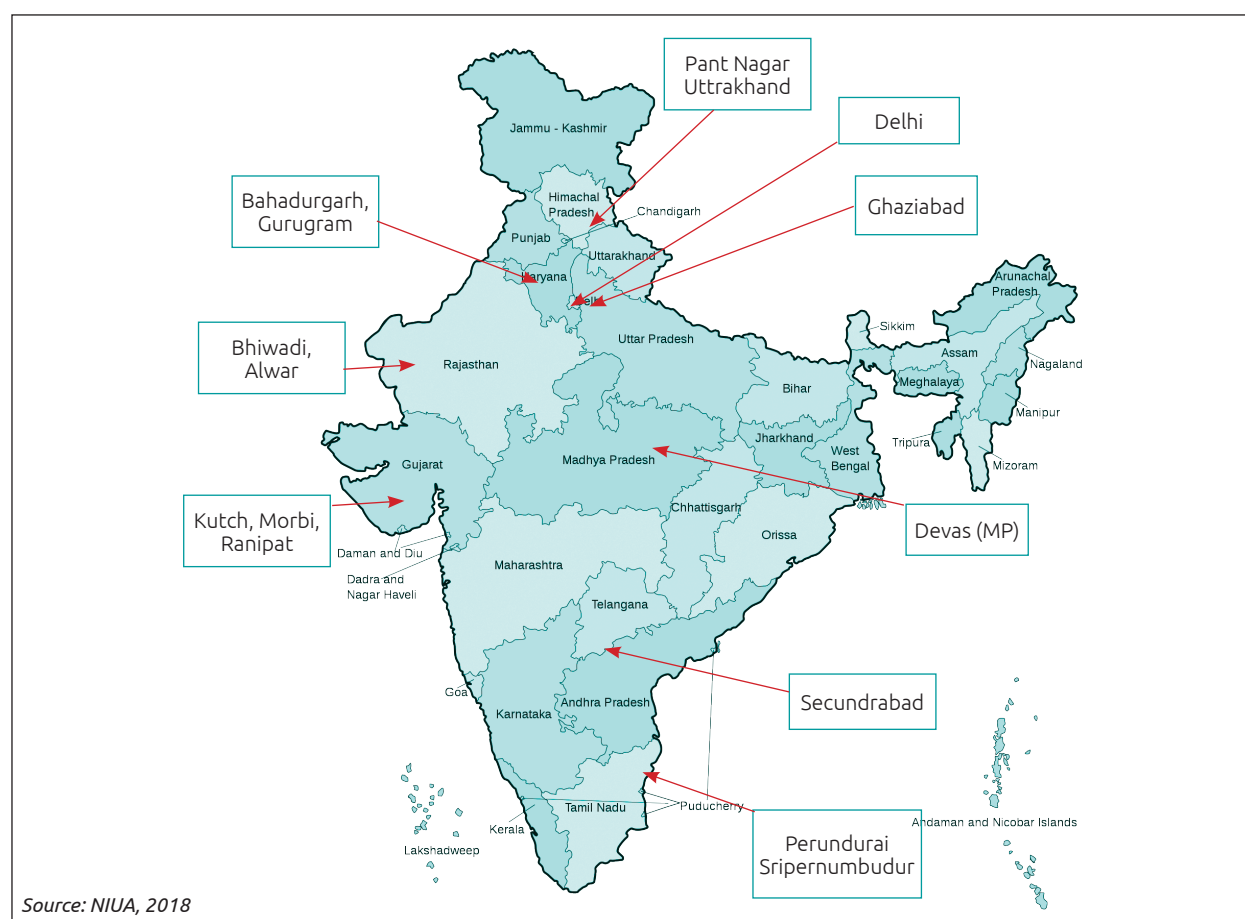 Pant Nagar
Uttrakhand
Delhi
Jammu - Kashmir
Bahadurgarh,
Gurugram
Himachal
Pradesh
Chandigarh
Ghaziabad
Punjab
Uttarakhand
Haryana
Delhi
Arunachal
Pradesh
Bhiwadi,
Alwar
Rajasthan
Uttar Pradesh
Sikkim
Assam
Nagaland
Bihar
Meghalaya
Manipur
Jharkhand
Tripura
West
Bengal
Gujarat
Madhya Pradesh
Mizoram
Kutch, Morbi,
Ranipat
Chhattisgarh
Devas (MP)
Orissa
Daman and Diu
Dadra and
Nagar Haveli
Maharashtra
Telangana
Goa
Karnataka
Andhra Pradesh
Secundrabad
Tamil Nadu
Puducherry
Kerala
Lakshadweep
Andaman and Nicobar Islands
Perundurai
Sripernumbudur
Source: NIUA, 2018